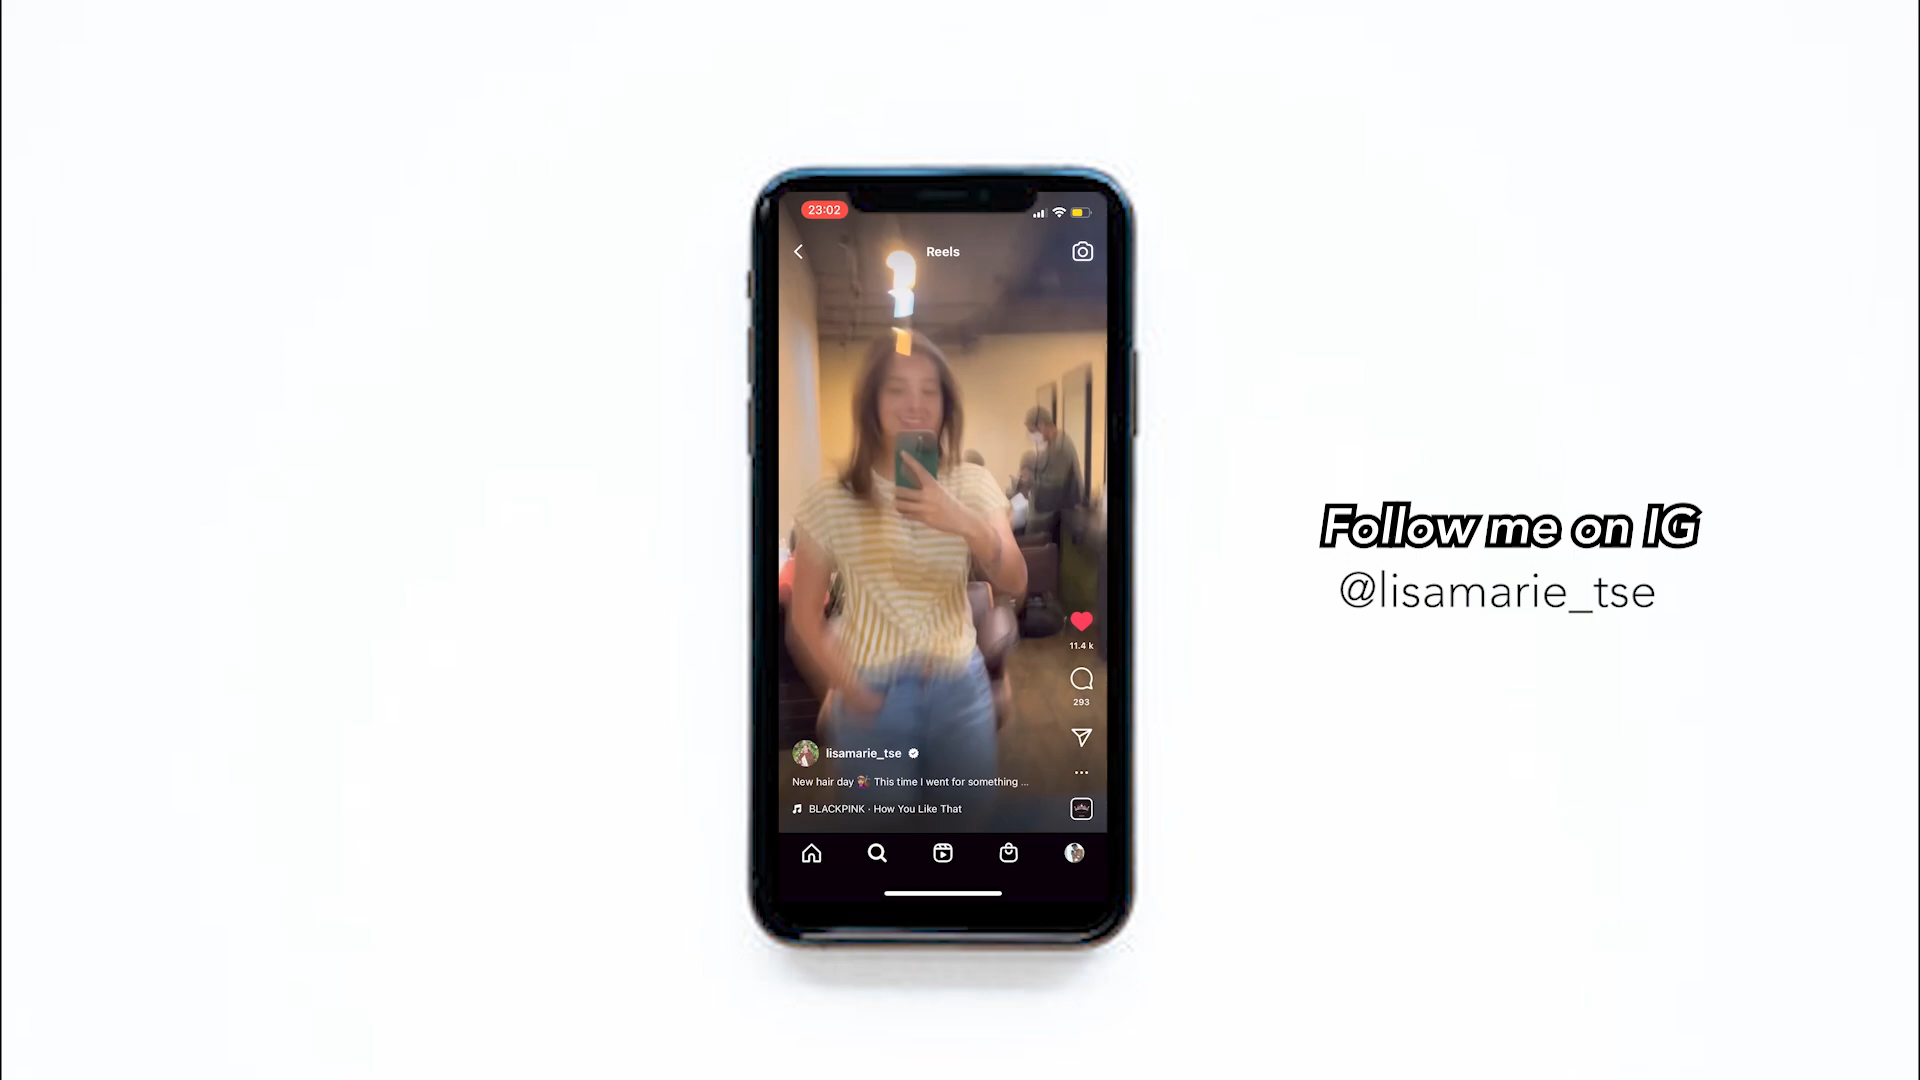 23:02
Reels
11.4 k
293
lisamarie_tse
New hair day 💇🏽‍♀️ This time I went for something ...
BLACKPINK · How You Like That
Follow me on IG
@lisamarie_tse